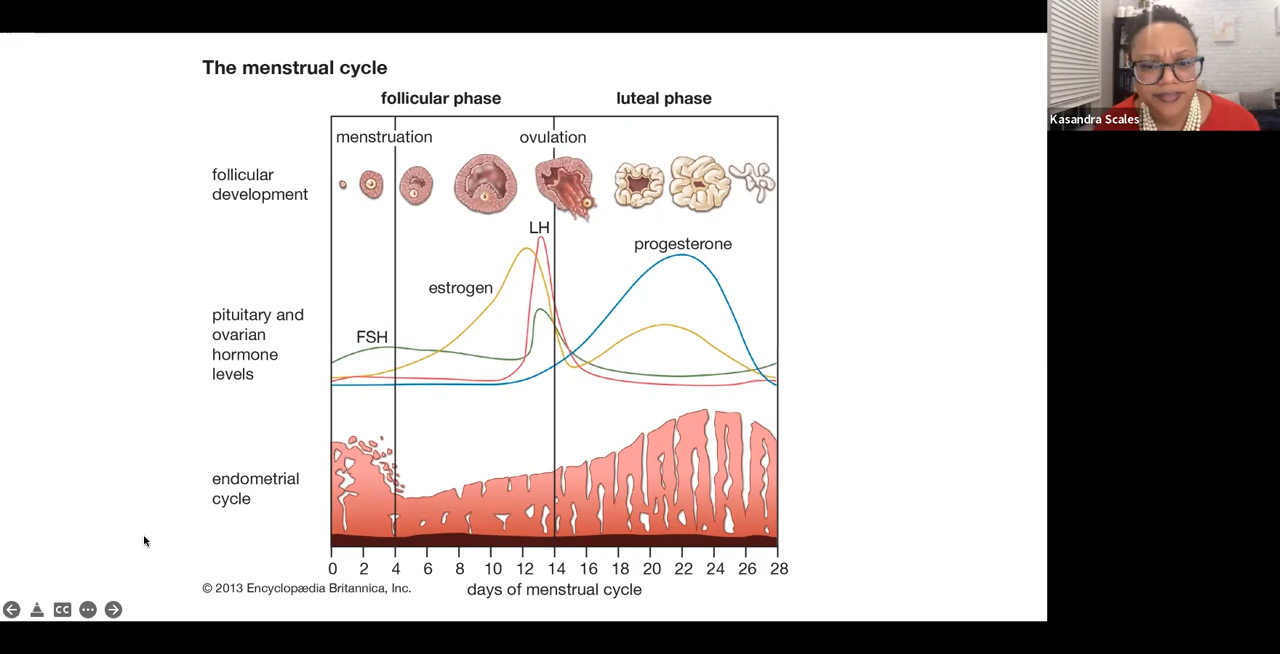 The menstrual cycle
follicular phase
luteal phase
menstruation
ovulation
follicular
development
LH
progesterone
estrogen
FSH
pituitary and
ovarian
hormone
levels
endometrial
cycle
0 2 4 6 8 10 12 14 16 18 20 22 24 26 28
days of menstrual cycle
© 2013 Encyclopædia Britannica, Inc.
CC
Kasandra Scales